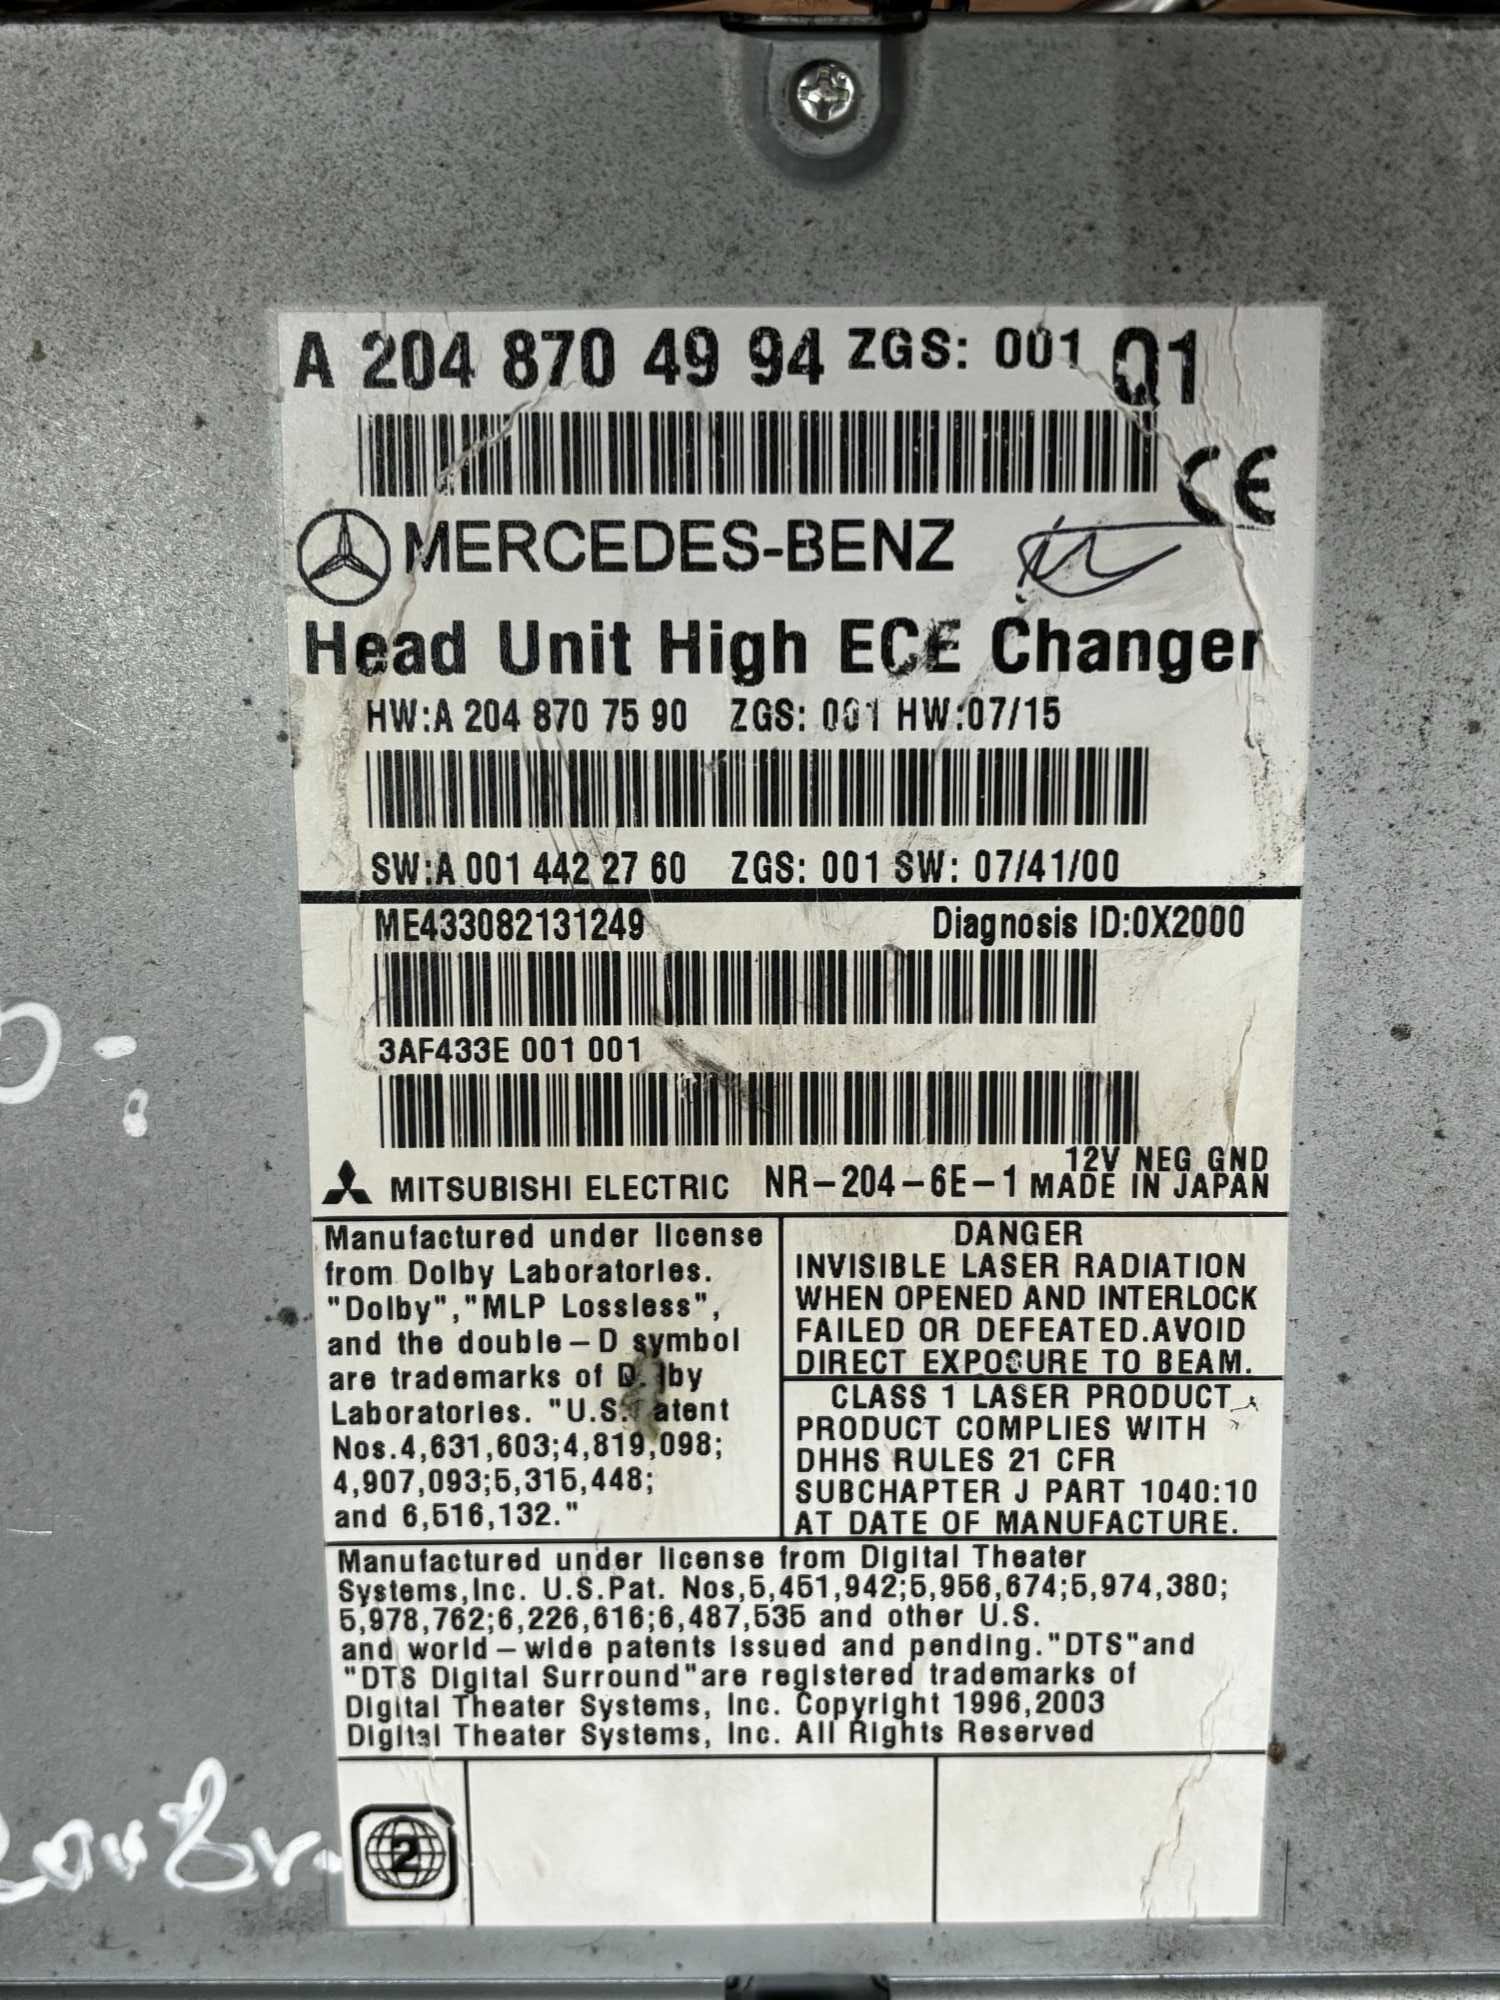 A 204 870 49 94 ZGS: 001 Q1
CE
MERCEDES-BENZ
Head Unit High ECE Changer
HW:A 204 870 75 90 ZGS: 001 HW:07/15
SW:A 001 442 27 60 ZGS: 001 SW: 07/41/00
ME433082131249 Diagnosis ID:0X2000
3AF433E 001 001
12V NEG GND
MITSUBISHI ELECTRIC NR-204-6E-1 MADE IN JAPAN
Manufactured under license
from Dolby Laboratories.
"Dolby","MLP Lossless",
and the double-D symbol
are trademarks of Dolby
Laboratories. "U.S.Patent
Nos.4,631,603;4,819,098;
4,907,093;5,315,448;
and 6,516,132."
DANGER
INVISIBLE LASER RADIATION
WHEN OPENED AND INTERLOCK
FAILED OR DEFEATED.AVOID
DIRECT EXPOSURE TO BEAM.
CLASS 1 LASER PRODUCT
PRODUCT COMPLIES WITH
DHHS RULES 21 CFR
SUBCHAPTER J PART 1040:10
AT DATE OF MANUFACTURE.
Manufactured under license from Digital Theater
Systems,Inc. U.S.Pat. Nos,5,451,942;5,956,674;5,974,380;
5,978,762;6,226,616;6,487,535 and other U.S.
and world-wide patents issued and pending."DTS"and
"DTS Digital Surround"are registered trademarks of
Digital Theater Systems, Inc. Copyright 1996,2003
Digital Theater Systems, Inc. All Rights Reserved
2